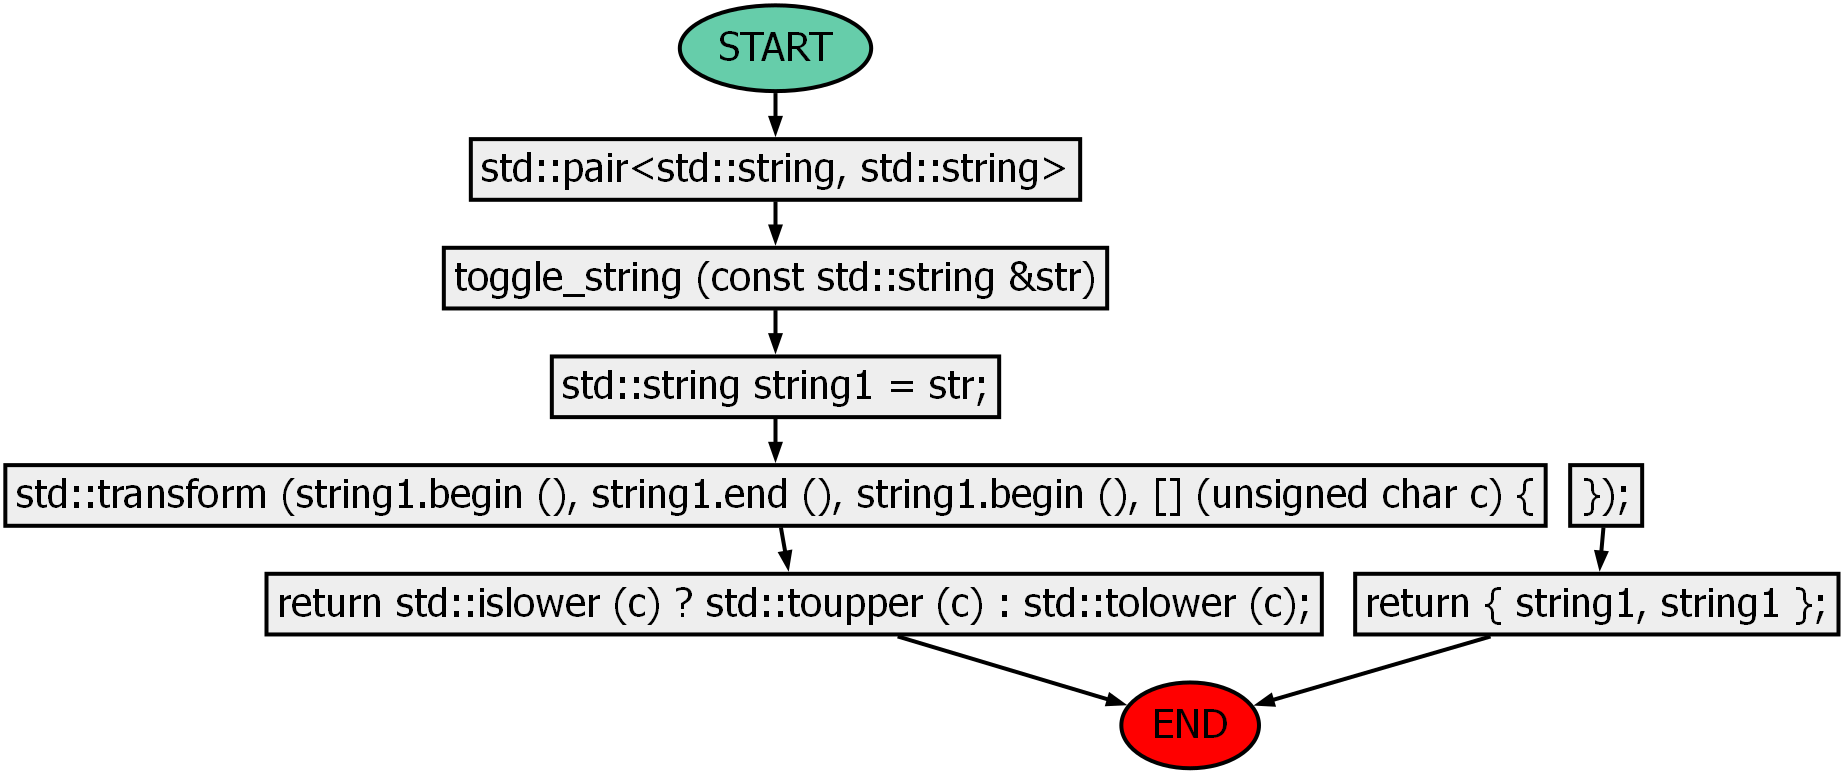 START
std::pair<std::string, std::string>
toggle_string (const std::string &str)
std::string string1 = str;
std::transform (string1.begin (), string1.end (), string1.begin (), [] (unsigned char c) {
});
return std::islower (c) ? std::toupper (c) : std::tolower (c);
return { string1, string1 };
END